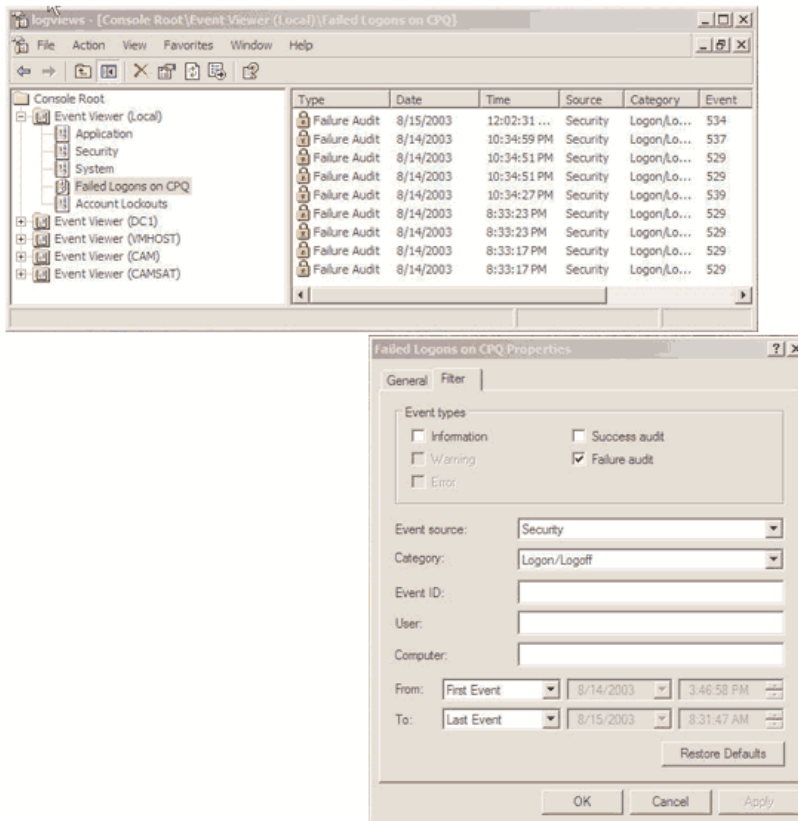 logviews - [Console Root\Event Viewer (Local)\Failed Logons on CPQ]
File Action View Favorites Window Help
Console Root
Event Viewer (Local)
Application
Security
System
Failed Logons on CPQ
Account Lockouts
Event Viewer (DC1)
Event Viewer (VMHOST)
Event Viewer (CAM)
Event Viewer (CAMSAT)
Type Date Time Source Category Event
Failure Audit 8/15/2003 12:02:31 ... Security Logon/Lo... 534
Failure Audit 8/14/2003 10:34:59 PM Security Logon/Lo... 537
Failure Audit 8/14/2003 10:34:51 PM Security Logon/Lo... 529
Failure Audit 8/14/2003 10:34:51 PM Security Logon/Lo... 529
Failure Audit 8/14/2003 10:34:27 PM Security Logon/Lo... 539
Failure Audit 8/14/2003 8:33:23 PM Security Logon/Lo... 529
Failure Audit 8/14/2003 8:33:23 PM Security Logon/Lo... 529
Failure Audit 8/14/2003 8:33:17 PM Security Logon/Lo... 529
Failure Audit 8/14/2003 8:33:17 PM Security Logon/Lo... 529
Failed Logons on CPQ Properties
General Filter
Event types
Information Success audit
Warning Failure audit
Error
Event source: Security
Category: Logon/Logoff
Event ID:
User:
Computer:
From: First Event 8/14/2003 3:46:58 PM
To: Last Event 8/15/2003 8:31:47 AM
Restore Defaults
OK Cancel Apply